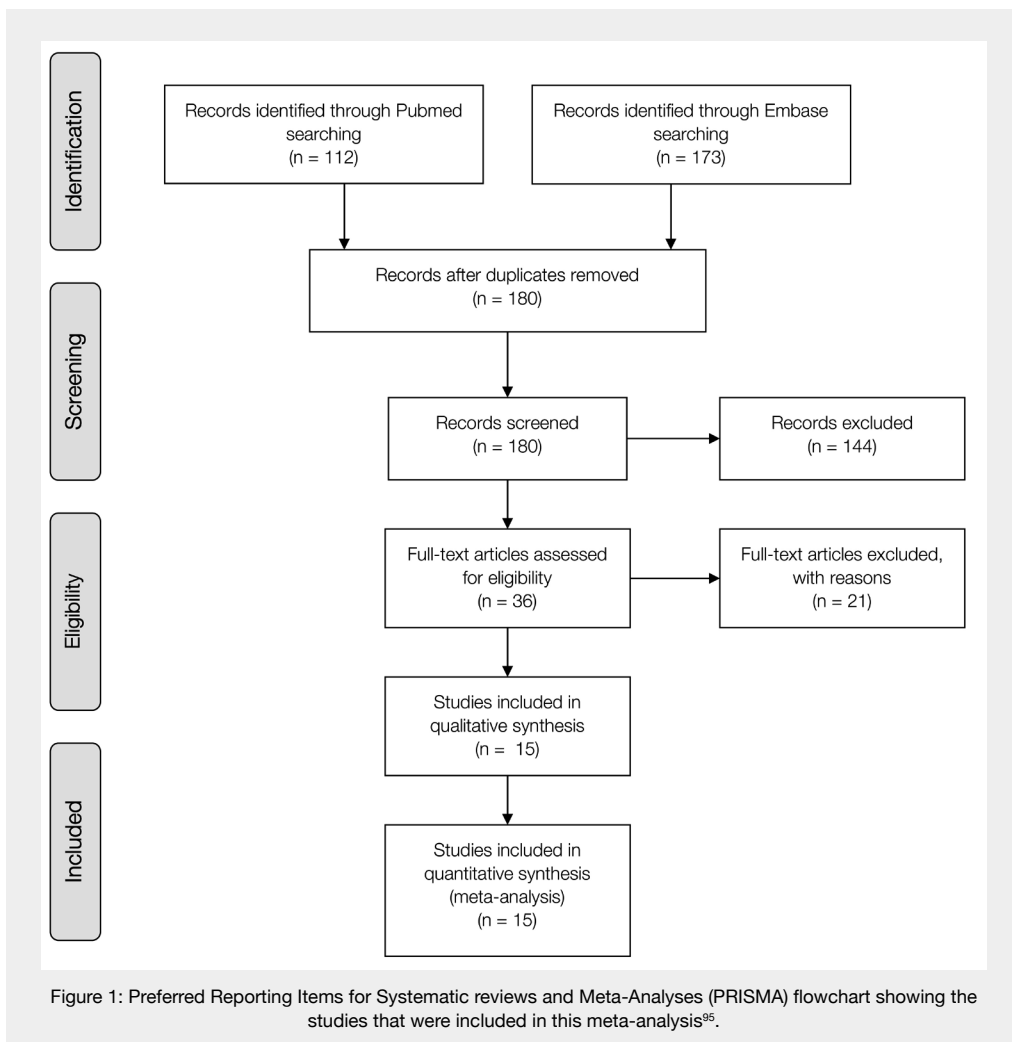 Identification
Records identified through Pubmed
searching
(n = 112)
Records identified through Embase
searching
(n = 173)
Records after duplicates removed
(n = 180)
Screening
Records screened
(n = 180)
Records excluded
(n = 144)
Eligibility
Full-text articles assessed
for eligibility
(n = 36)
Full-text articles excluded,
with reasons
(n = 21)
Included
Studies included in
qualitative synthesis
(n = 15)
Studies included in
quantitative synthesis
(meta-analysis)
(n = 15)
Figure 1: Preferred Reporting Items for Systematic reviews and Meta-Analyses (PRISMA) flowchart showing the
studies that were included in this meta-analysis⁹⁵.